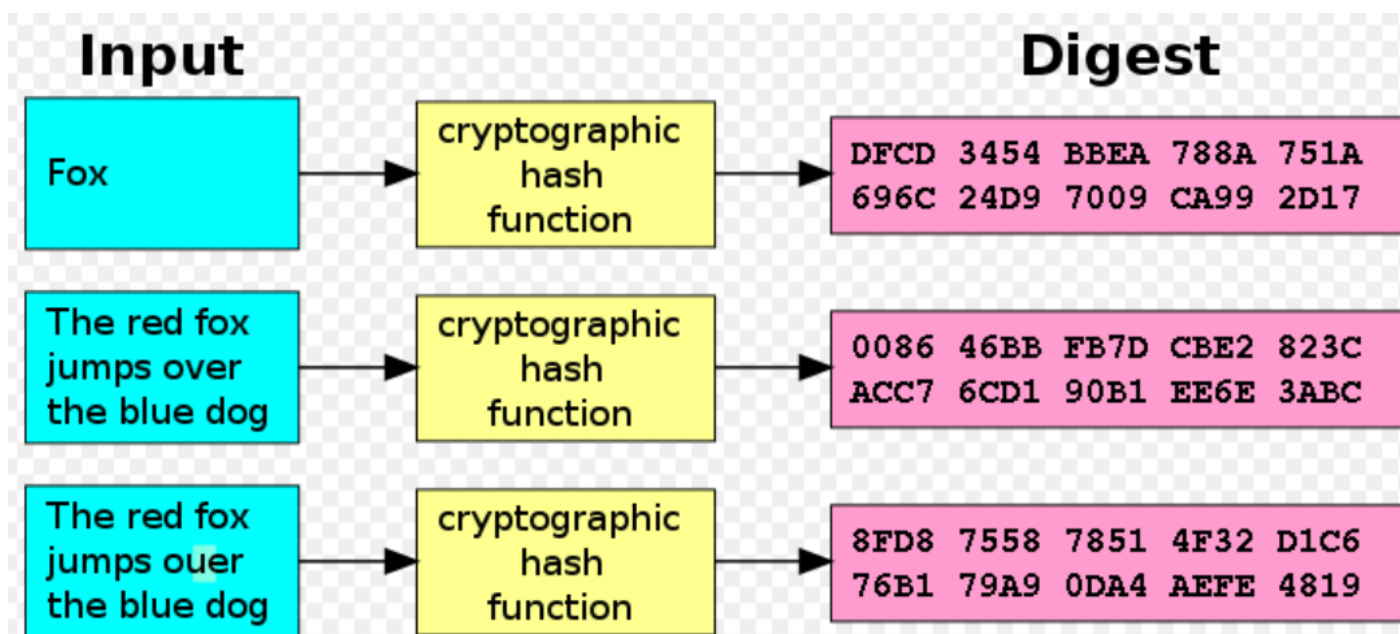 Input
Digest
Fox
cryptographic
hash
function
DFCD 3454 BBEA 788A 751A
696C 24D9 7009 CA99 2D17
The red fox
jumps over
the blue dog
cryptographic
hash
function
0086 46BB FB7D CBE2 823C
ACC7 6CD1 90B1 EE6E 3ABC
The red fox
jumps ouer
the blue dog
cryptographic
hash
function
8FD8 7558 7851 4F32 D1C6
76B1 79A9 0DA4 AEFE 4819